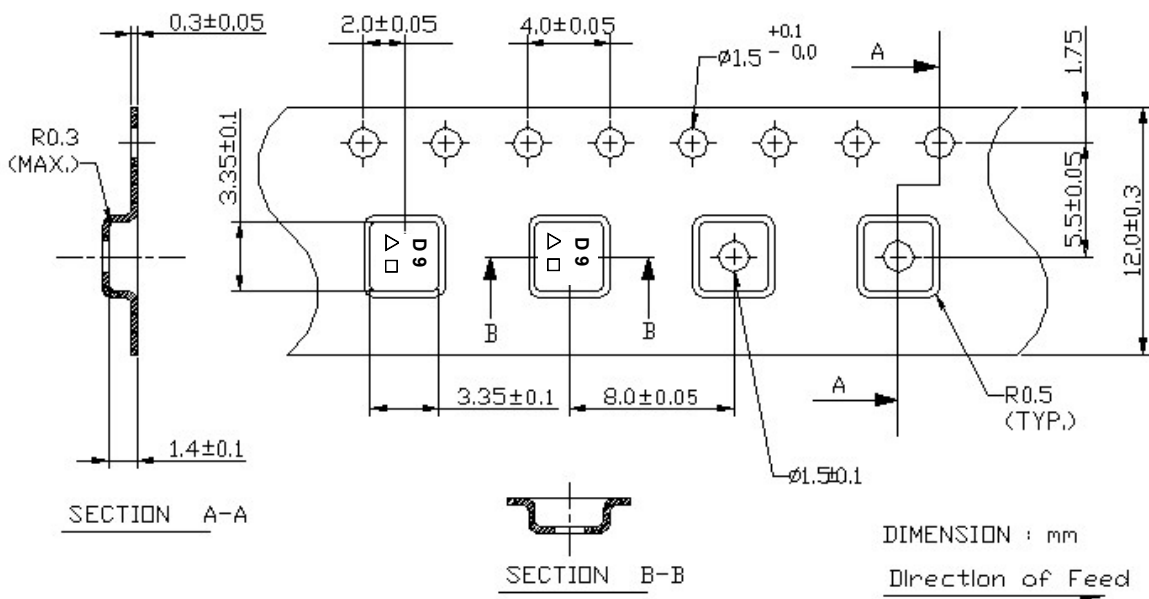 0.3±0.05
2.0±0.05
4.0±0.05
ø1.5 +0.1 - 0.0
A
1.75
R0.3
(MAX.)
3.35±0.1
5.5±0.05
12.0±0.3
D9
△
□
D9
△
□
B
B
A
3.35±0.1
8.0±0.05
R0.5
(TYP.)
1.4±0.1
ø1.5±0.1
SECTION A-A
SECTION B-B
DIMENSION : mm
Direction of Feed